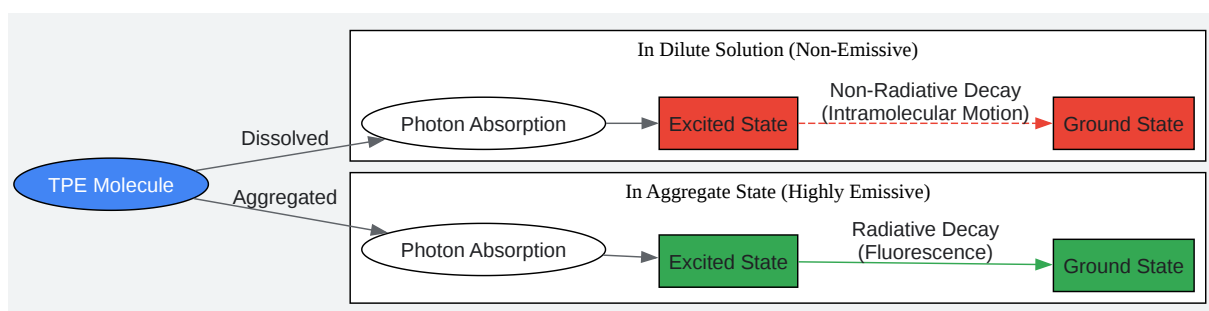 In Dilute Solution (Non-Emissive)
Photon Absorption
Excited State
Non-Radiative Decay
(Intramolecular Motion)
Ground State
Dissolved
TPE Molecule
Aggregated
In Aggregate State (Highly Emissive)
Photon Absorption
Excited State
Radiative Decay
(Fluorescence)
Ground State